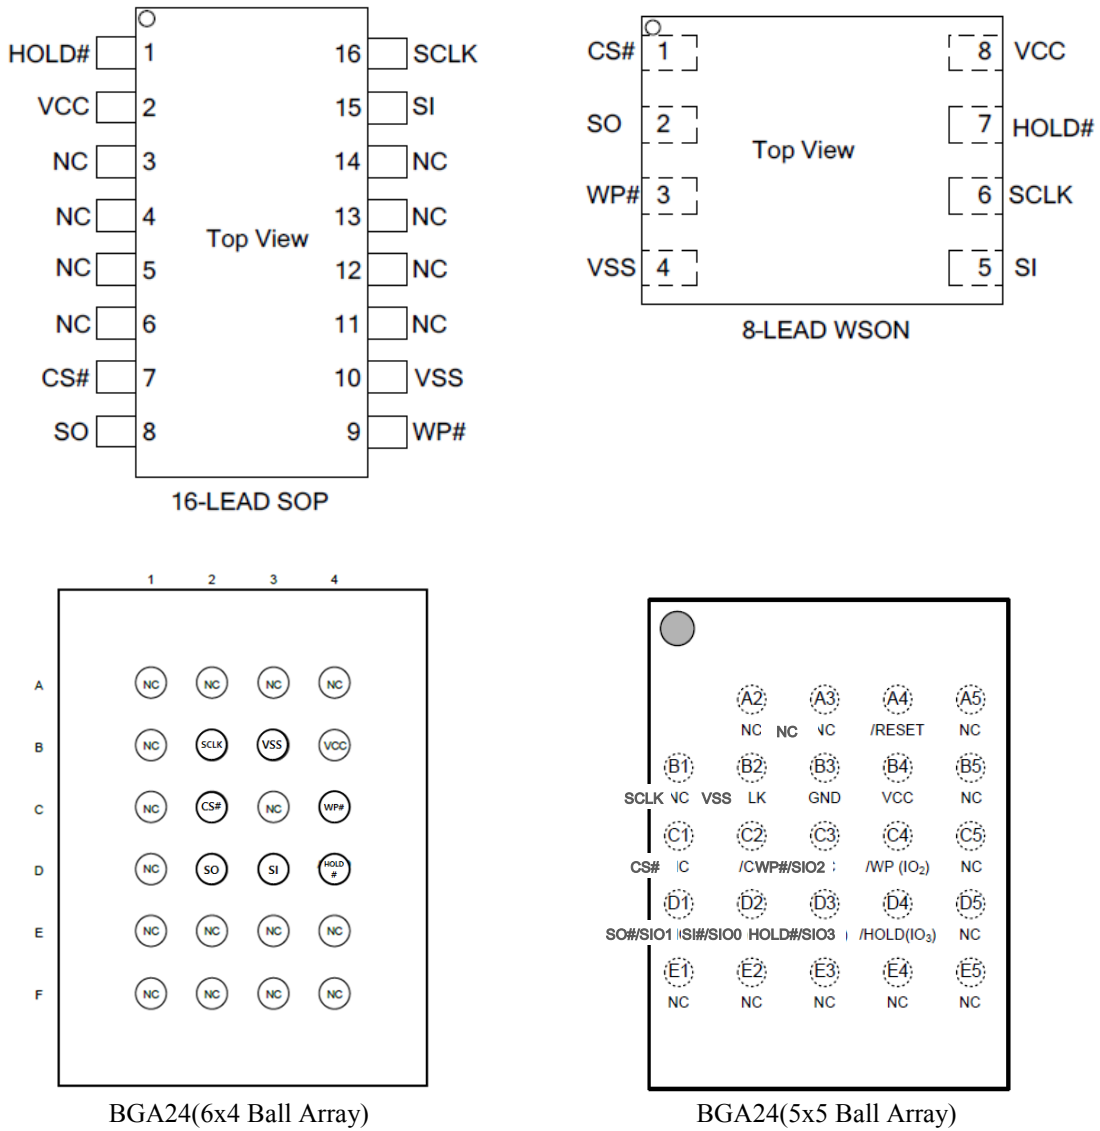 HOLD# 1 16 SCLK
VCC 2 15 SI
NC 3 14 NC
NC 4 13 NC
Top View
NC 5 12 NC
NC 6 11 NC
CS# 7 10 VSS
SO 8 9 WP#
16-LEAD SOP
CS# 1 8 VCC
SO 2 7 HOLD#
Top View
WP# 3 6 SCLK
VSS 4 5 SI
8-LEAD WSON
1 2 3 4
A NC NC NC NC
B NC SCLK VSS VCC
C NC CS# NC WP#
D NC SO SI HOLD
#
E NC NC NC NC
F NC NC NC NC
BGA24(6x4 Ball Array)
A2 A3 A4 A5
NC NC NC /RESET NC
B1 B2 B3 B4 B5
SCLK NC VSS LK GND VCC NC
C1 C2 C3 C4 C5
CS# /C WP#/SIO2 /WP (IO2) NC
D1 D2 D3 D4 D5
SO#/SIO1 SI#/SIO0 HOLD#/SIO3 ) /HOLD(IO3) NC
E1 E2 E3 E4 E5
NC NC NC NC NC
BGA24(5x5 Ball Array)